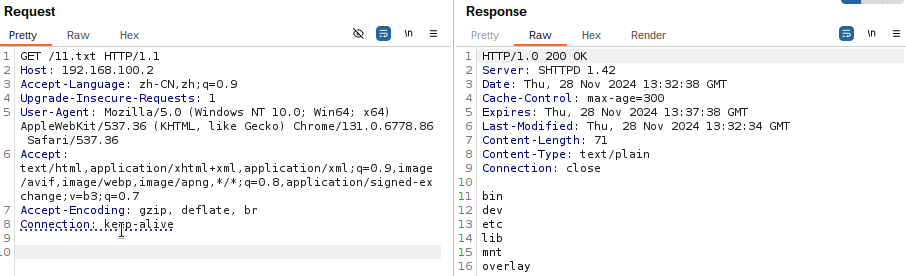 Request
Pretty Raw Hex \n
1 GET /11.txt HTTP/1.1
2 Host: 192.168.100.2
3 Accept-Language: zh-CN,zh;q=0.9
4 Upgrade-Insecure-Requests: 1
5 User-Agent: Mozilla/5.0 (Windows NT 10.0; Win64; x64)
AppleWebKit/537.36 (KHTML, like Gecko) Chrome/131.0.6778.86
Safari/537.36
6 Accept:
text/html,application/xhtml+xml,application/xml;q=0.9,image
/avif,image/webp,image/apng,*/*;q=0.8,application/signed-ex
change;v=b3;q=0.7
7 Accept-Encoding: gzip, deflate, br
8 Connection: keep-alive
9
10
Response
Pretty Raw Hex Render \n
1 HTTP/1.0 200 OK
2 Server: SHTTPD 1.42
3 Date: Thu, 28 Nov 2024 13:32:38 GMT
4 Cache-Control: max-age=300
5 Expires: Thu, 28 Nov 2024 13:37:38 GMT
6 Last-Modified: Thu, 28 Nov 2024 13:32:34 GMT
7 Content-Length: 71
8 Content-Type: text/plain
9 Connection: close
10
11 bin
12 dev
13 etc
14 lib
15 mnt
16 overlay